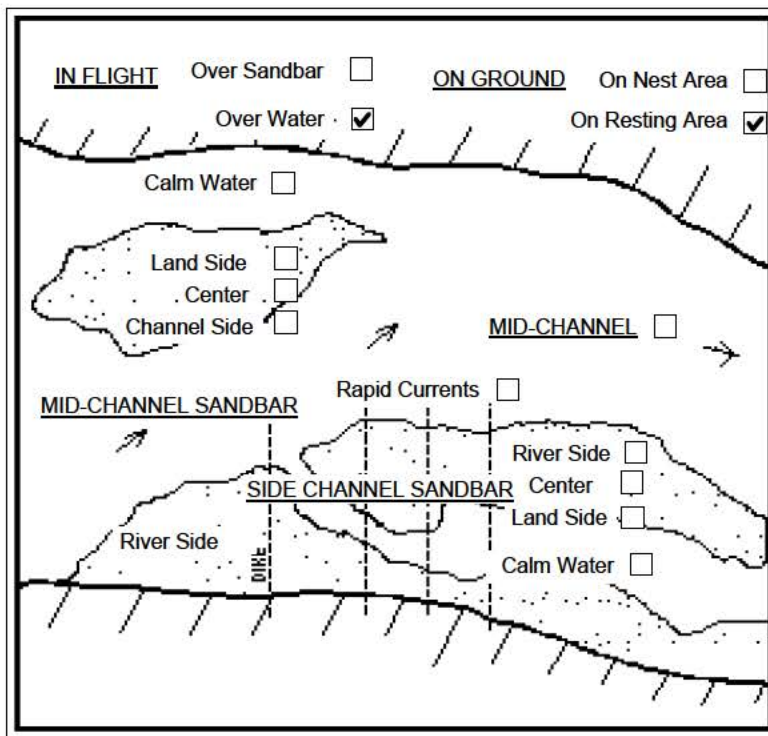 IN FLIGHT Over Sandbar ON GROUND On Nest Area
Over Water On Resting Area
Calm Water
Land Side
Center
Channel Side
MID-CHANNEL
Rapid Currents
MID-CHANNEL SANDBAR
River Side
SIDE CHANNEL SANDBAR Center
Land Side
River Side
DIKE
Calm Water